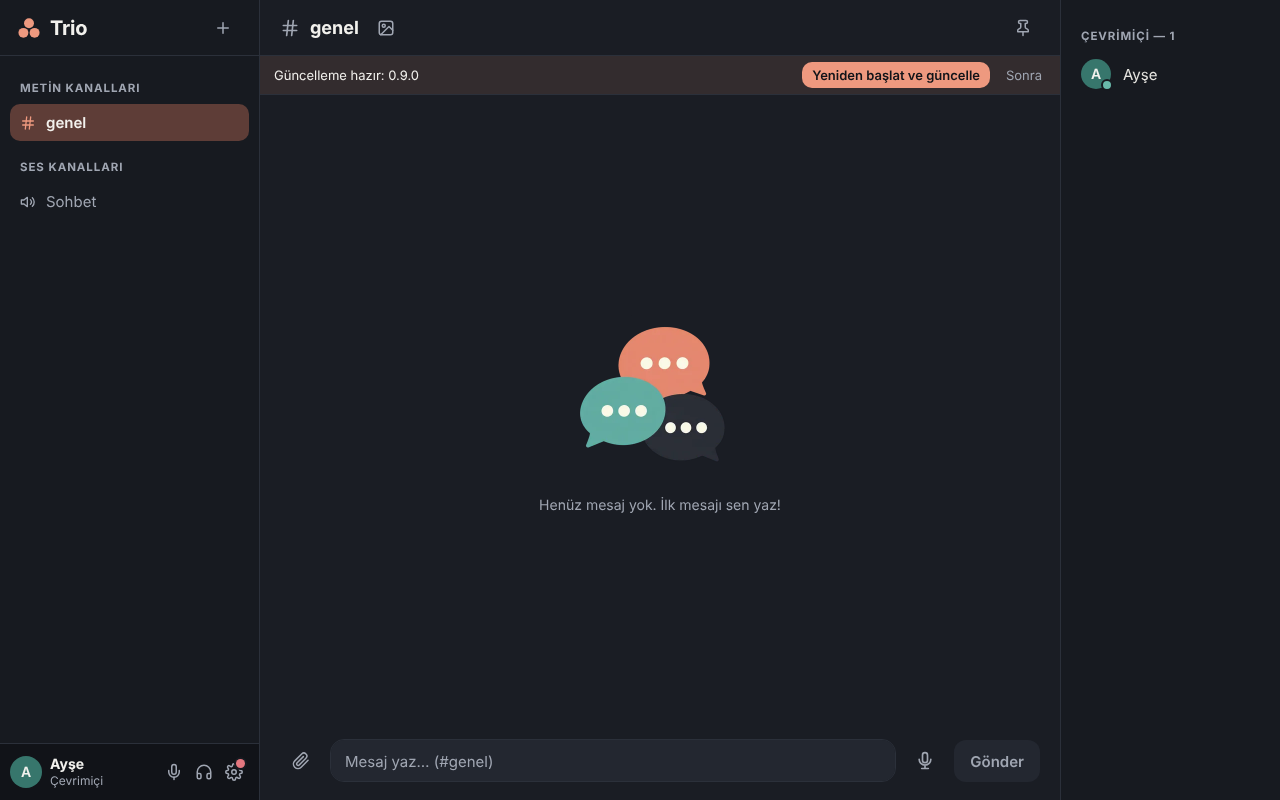 Trio
METİN KANALLARI
genel
SES KANALLARI
Sohbet
A
Ayşe
Çevrimiçi
genel
Güncelleme hazır: 0.9.0
Yeniden başlat ve güncelle
Sonra
Henüz mesaj yok. İlk mesajı sen yaz!
Mesaj yaz... (#genel)
Gönder
ÇEVRİMİÇİ — 1
A
Ayşe